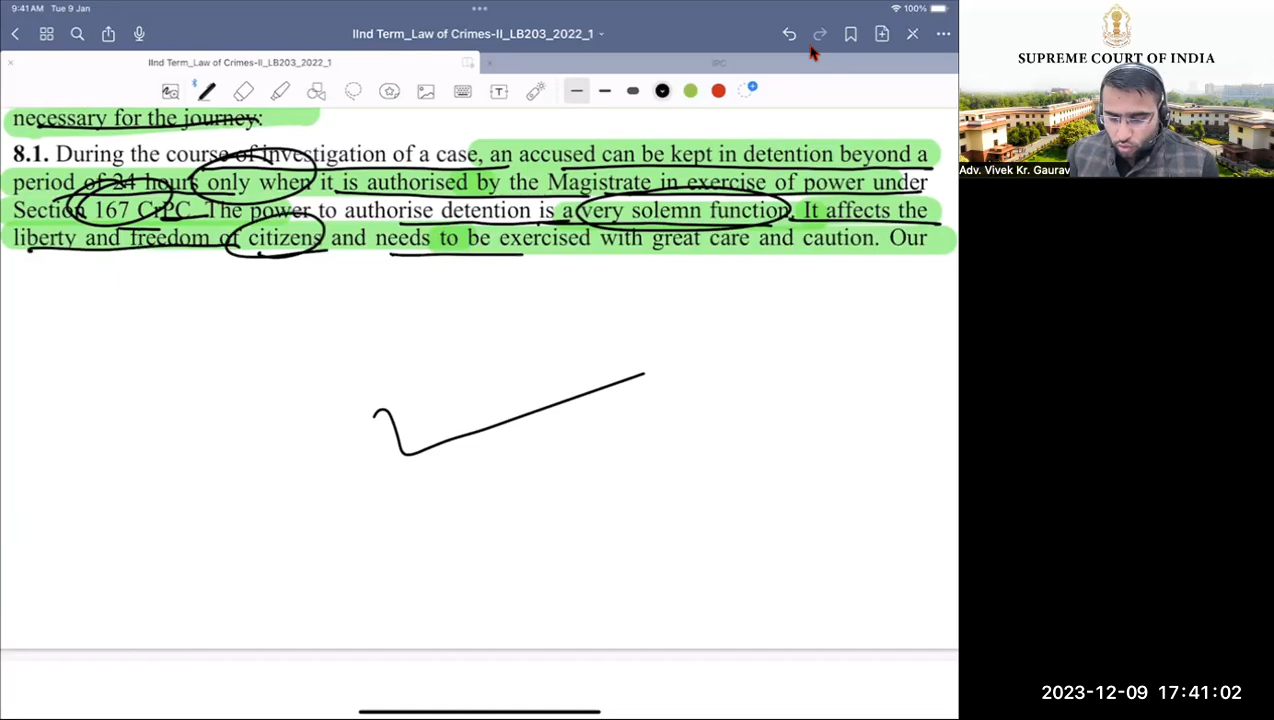 9:41 AM Tue 9 Jan
100%
IInd Term_Law of Crimes-II_LB203_2022_1
IInd Term_Law of Crimes-II_LB203_2022_1
IPC
necessary for the journey:
8.1. During the course of investigation of a case, an accused can be kept in detention beyond a
period of 24 hours only when it is authorised by the Magistrate in exercise of power under
Section 167 CrPC. The power to authorise detention is a very solemn function. It affects the
liberty and freedom of citizens and needs to be exercised with great care and caution. Our
SUPREME COURT OF INDIA
Adv. Vivek Kr. Gaurav
2023-12-09 17:41:02